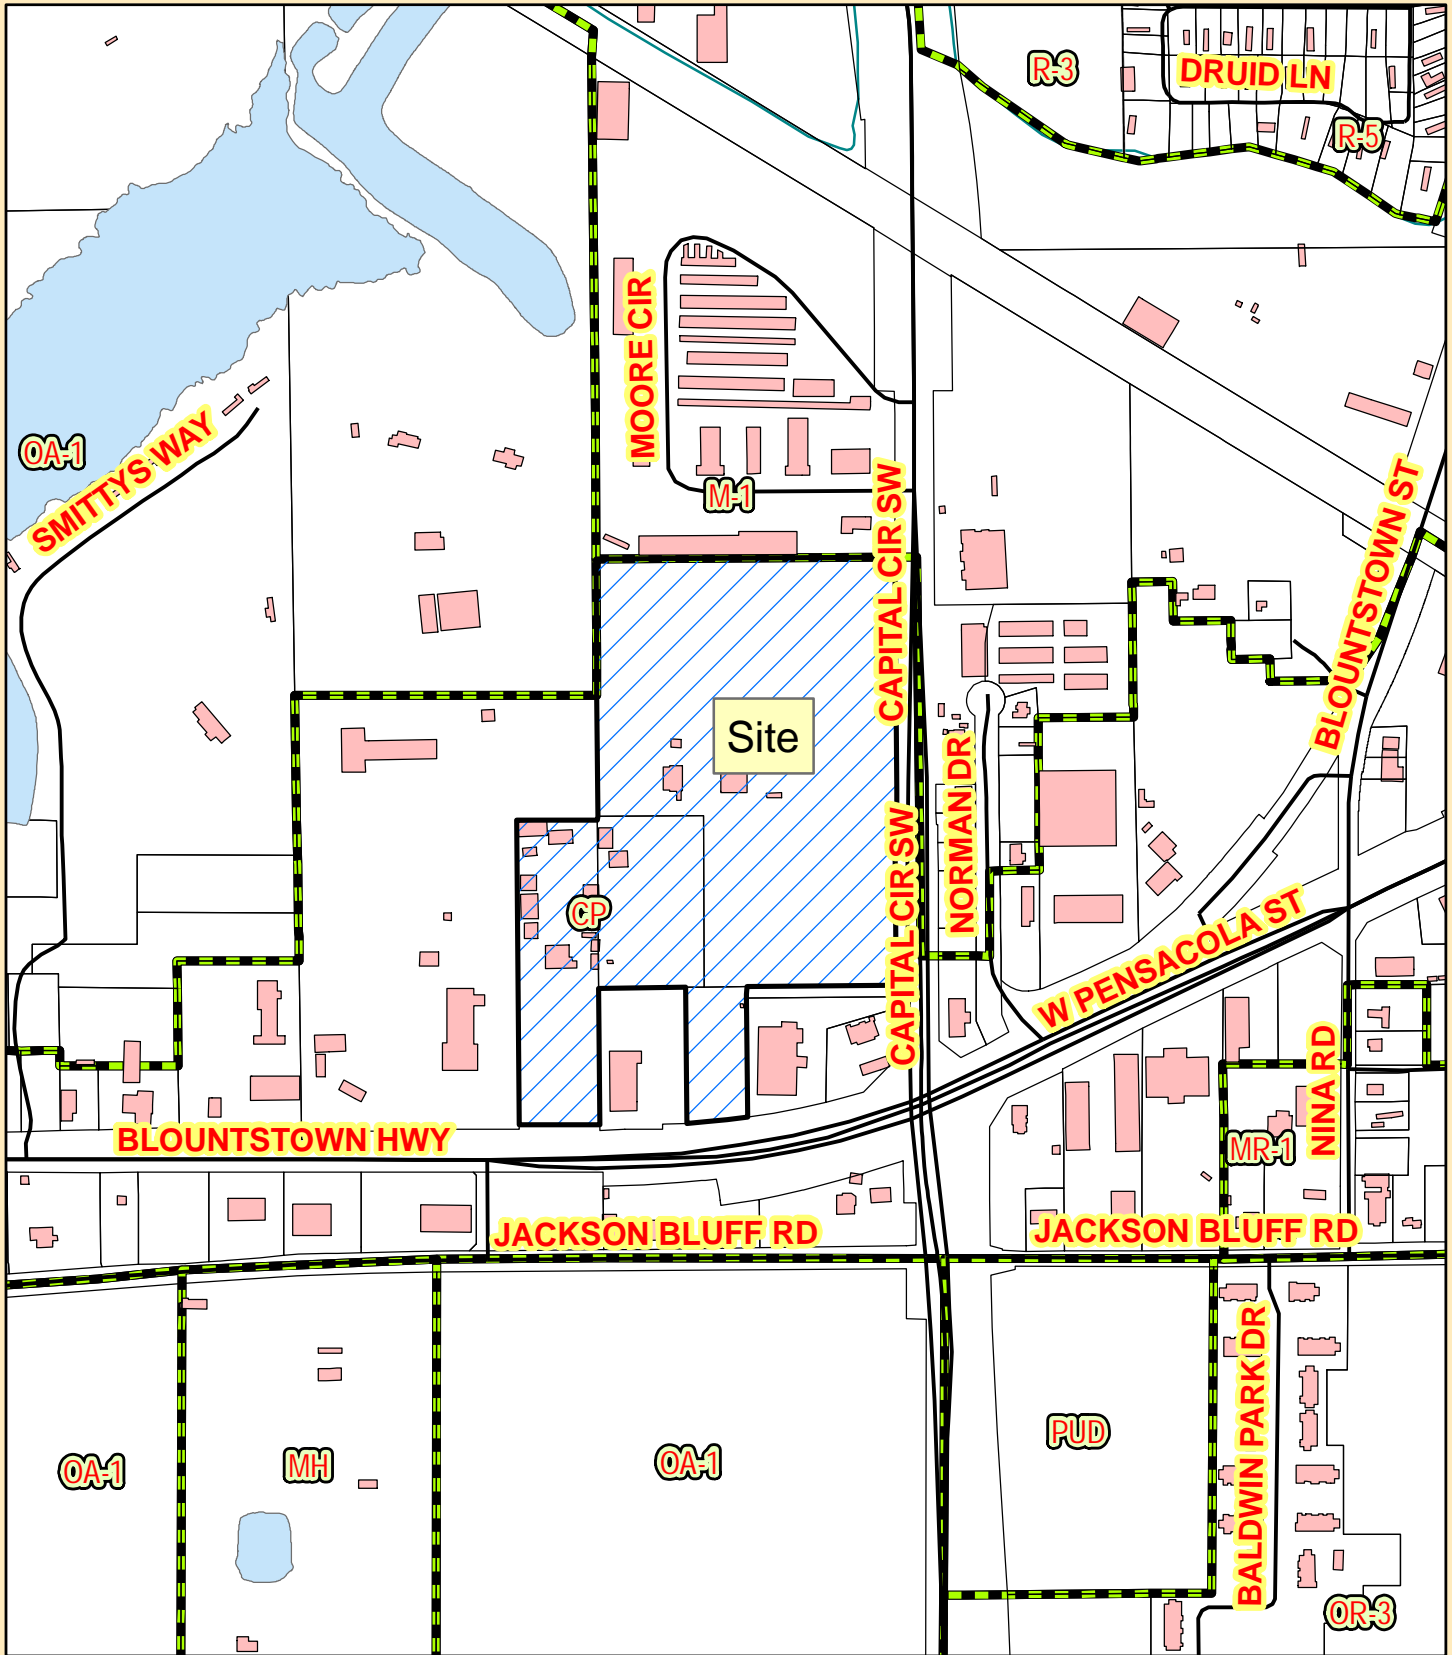 R-3
DRUID LN
R-5
MOORE CIR
OA-1
SMITTYS WAY
M-1
CAPITAL CIR SW
BLOUNTSTOWN ST
Site
NORMAN DR
CAPITAL CIR SW
CP
W PENSACOLA ST
NINA RD
BLOUNTSTOWN HWY
MR-1
JACKSON BLUFF RD
JACKSON BLUFF RD
BALDWIN PARK DR
PUD
OA-1
MH
OA-1
OR-3